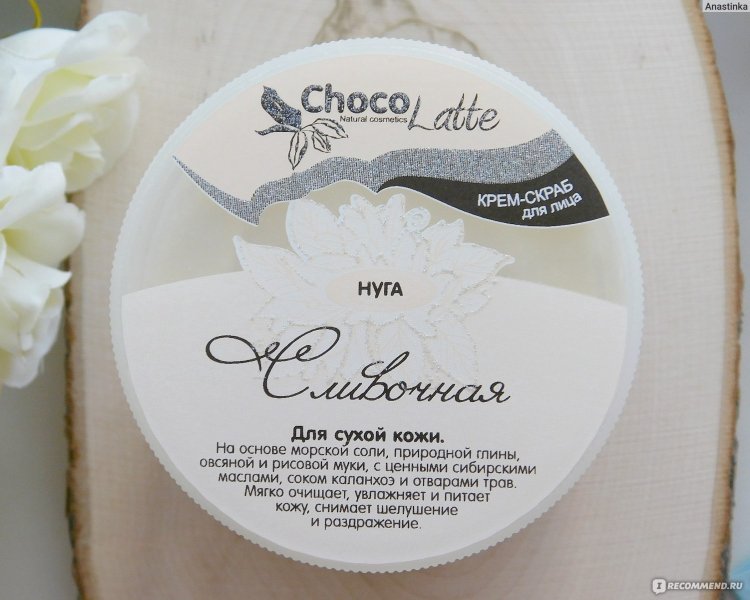 Anastinka
Choco Latte
Natural cosmetics
КРЕМ-СКРАБ
для лица
НУГА
Сливочная
Для сухой кожи.
На основе морской соли, природной глины,
овсяной и рисовой муки, с ценными сибирскими
маслами, соком каланхоэ и отварами трав.
Мягко очищает, увлажняет и питает
кожу, снимает шелушение
и раздражение.
IRECOMMEND.RU